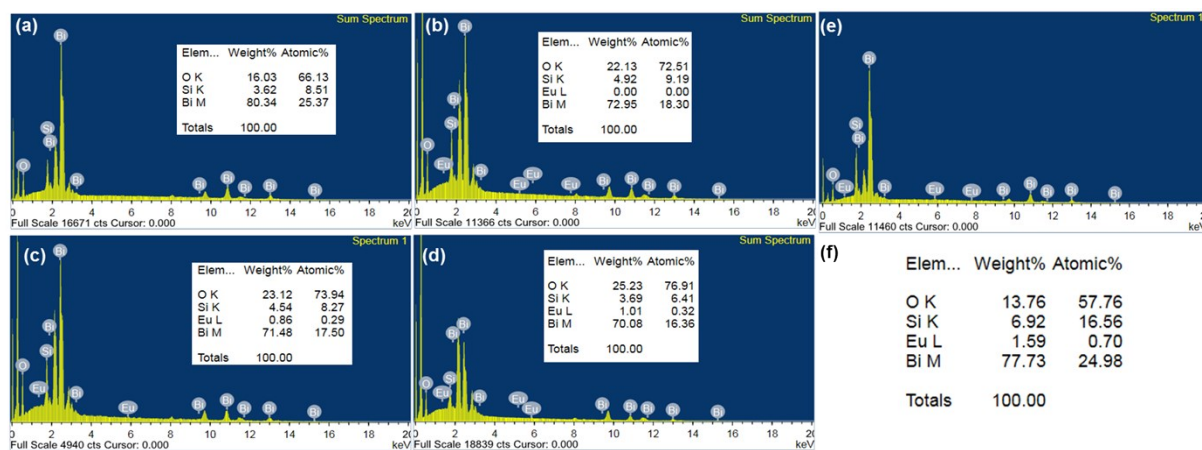 (a)
Sum Spectrum
Bi
Elem... Weight% Atomic%
O K 16.03 66.13
Si K 3.62 8.51
Bi M 80.34 25.37
Totals 100.00
Si
Bi
O
Bi
Bi
Bi
Bi
Bi
Bi
0 2 4 6 8 10 12 14 16 18 20
Full Scale 16671 cts Cursor: 0.000 keV
(b)
Sum Spectrum
Bi
Elem... Weight% Atomic%
O K 22.13 72.51
Si K 4.92 9.19
Eu L 0.00 0.00
Bi M 72.95 18.30
Totals 100.00
Bi
Si
O
Eu
Bi
Eu
Eu
Eu
Bi
Bi
Bi
Bi
Bi
0 2 4 6 8 10 12 14 16 18 20
Full Scale 11366 cts Cursor: 0.000 keV
(e)
Spectrum 1
Bi
Si
Bi
O
Eu
Bi
Eu
Eu
Bi
Bi
Bi
Bi
Bi
0 2 4 6 8 10 12 14 16 18 20
Full Scale 11460 cts Cursor: 0.000 keV
(c)
Spectrum 1
Bi
Elem... Weight% Atomic%
O K 23.12 73.94
Si K 4.54 8.27
Eu L 0.86 0.29
Bi M 71.48 17.50
Totals 100.00
Bi
Si
O
Eu
Bi
Eu
Bi
Bi
Bi
Bi
Bi
0 2 4 6 8 10 12 14 16 18 20
Full Scale 4940 cts Cursor: 0.000 keV
(d)
Sum Spectrum
Elem... Weight% Atomic%
O K 25.23 76.91
Si K 3.69 6.41
Eu L 1.01 0.32
Bi M 70.08 16.36
Totals 100.00
Bi
Bi
Si
O
Eu
Bi
Eu
Eu
Bi
Bi
Bi
Bi
Bi
0 2 4 6 8 10 12 14 16 18 20
Full Scale 18839 cts Cursor: 0.000 keV
(f)
Elem... Weight% Atomic%
O K 13.76 57.76
Si K 6.92 16.56
Eu L 1.59 0.70
Bi M 77.73 24.98
Totals 100.00